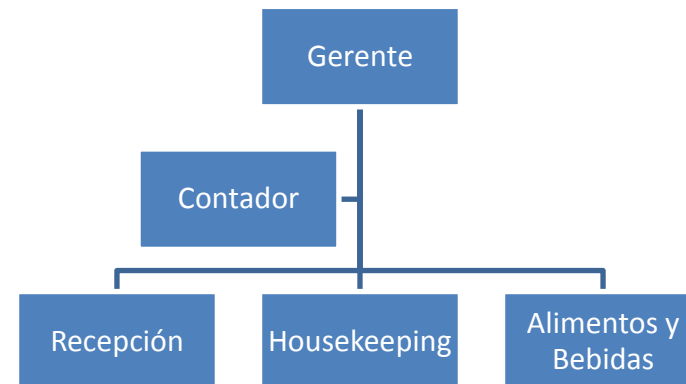 Gerente
Contador
Recepción
Housekeeping
Alimentos y
Bebidas